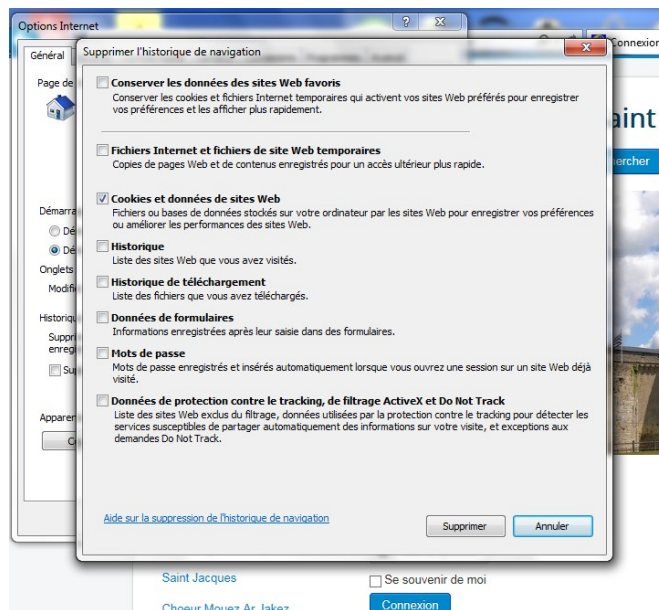 Options Internet
Connexion
Général
Supprimer l'historique de navigation
Page de
Conserver les données des sites Web favoris
Conserver les cookies et fichiers Internet temporaires qui activent vos sites Web préférés pour enregistrer
vos préférences et les afficher plus rapidement.
aint
Fichiers Internet et fichiers de site Web temporaires
Copies de pages Web et de contenus enregistrés pour un accès ultérieur plus rapide.
ercher
Cookies et données de sites Web
Fichiers ou bases de données stockés sur votre ordinateur par les sites Web pour enregistrer vos préférences
ou améliorer les performances des sites Web.
Démarra
Dé
Historique
Liste des sites Web que vous avez visités.
Dé
Onglets
Historique de téléchargement
Liste des fichiers que vous avez téléchargés.
Modifi
Données de formulaires
Informations enregistrées après leur saisie dans des formulaires.
Historiqu
Suppri
enregi
Mots de passe
Mots de passe enregistrés et insérés automatiquement lorsque vous ouvrez une session sur un site Web déjà
visité.
Su
Données de protection contre le tracking, de filtrage ActiveX et Do Not Track
Liste des sites Web exclus du filtrage, données utilisées par la protection contre le tracking pour détecter les
services susceptibles de partager automatiquement des informations sur votre visite, et exceptions aux
demandes Do Not Track.
Apparen
Aide sur la suppression de l'historique de navigation
Supprimer
Annuler
Saint Jacques
Se souvenir de moi
Choeur Mouez Ar Jakez
Connexion